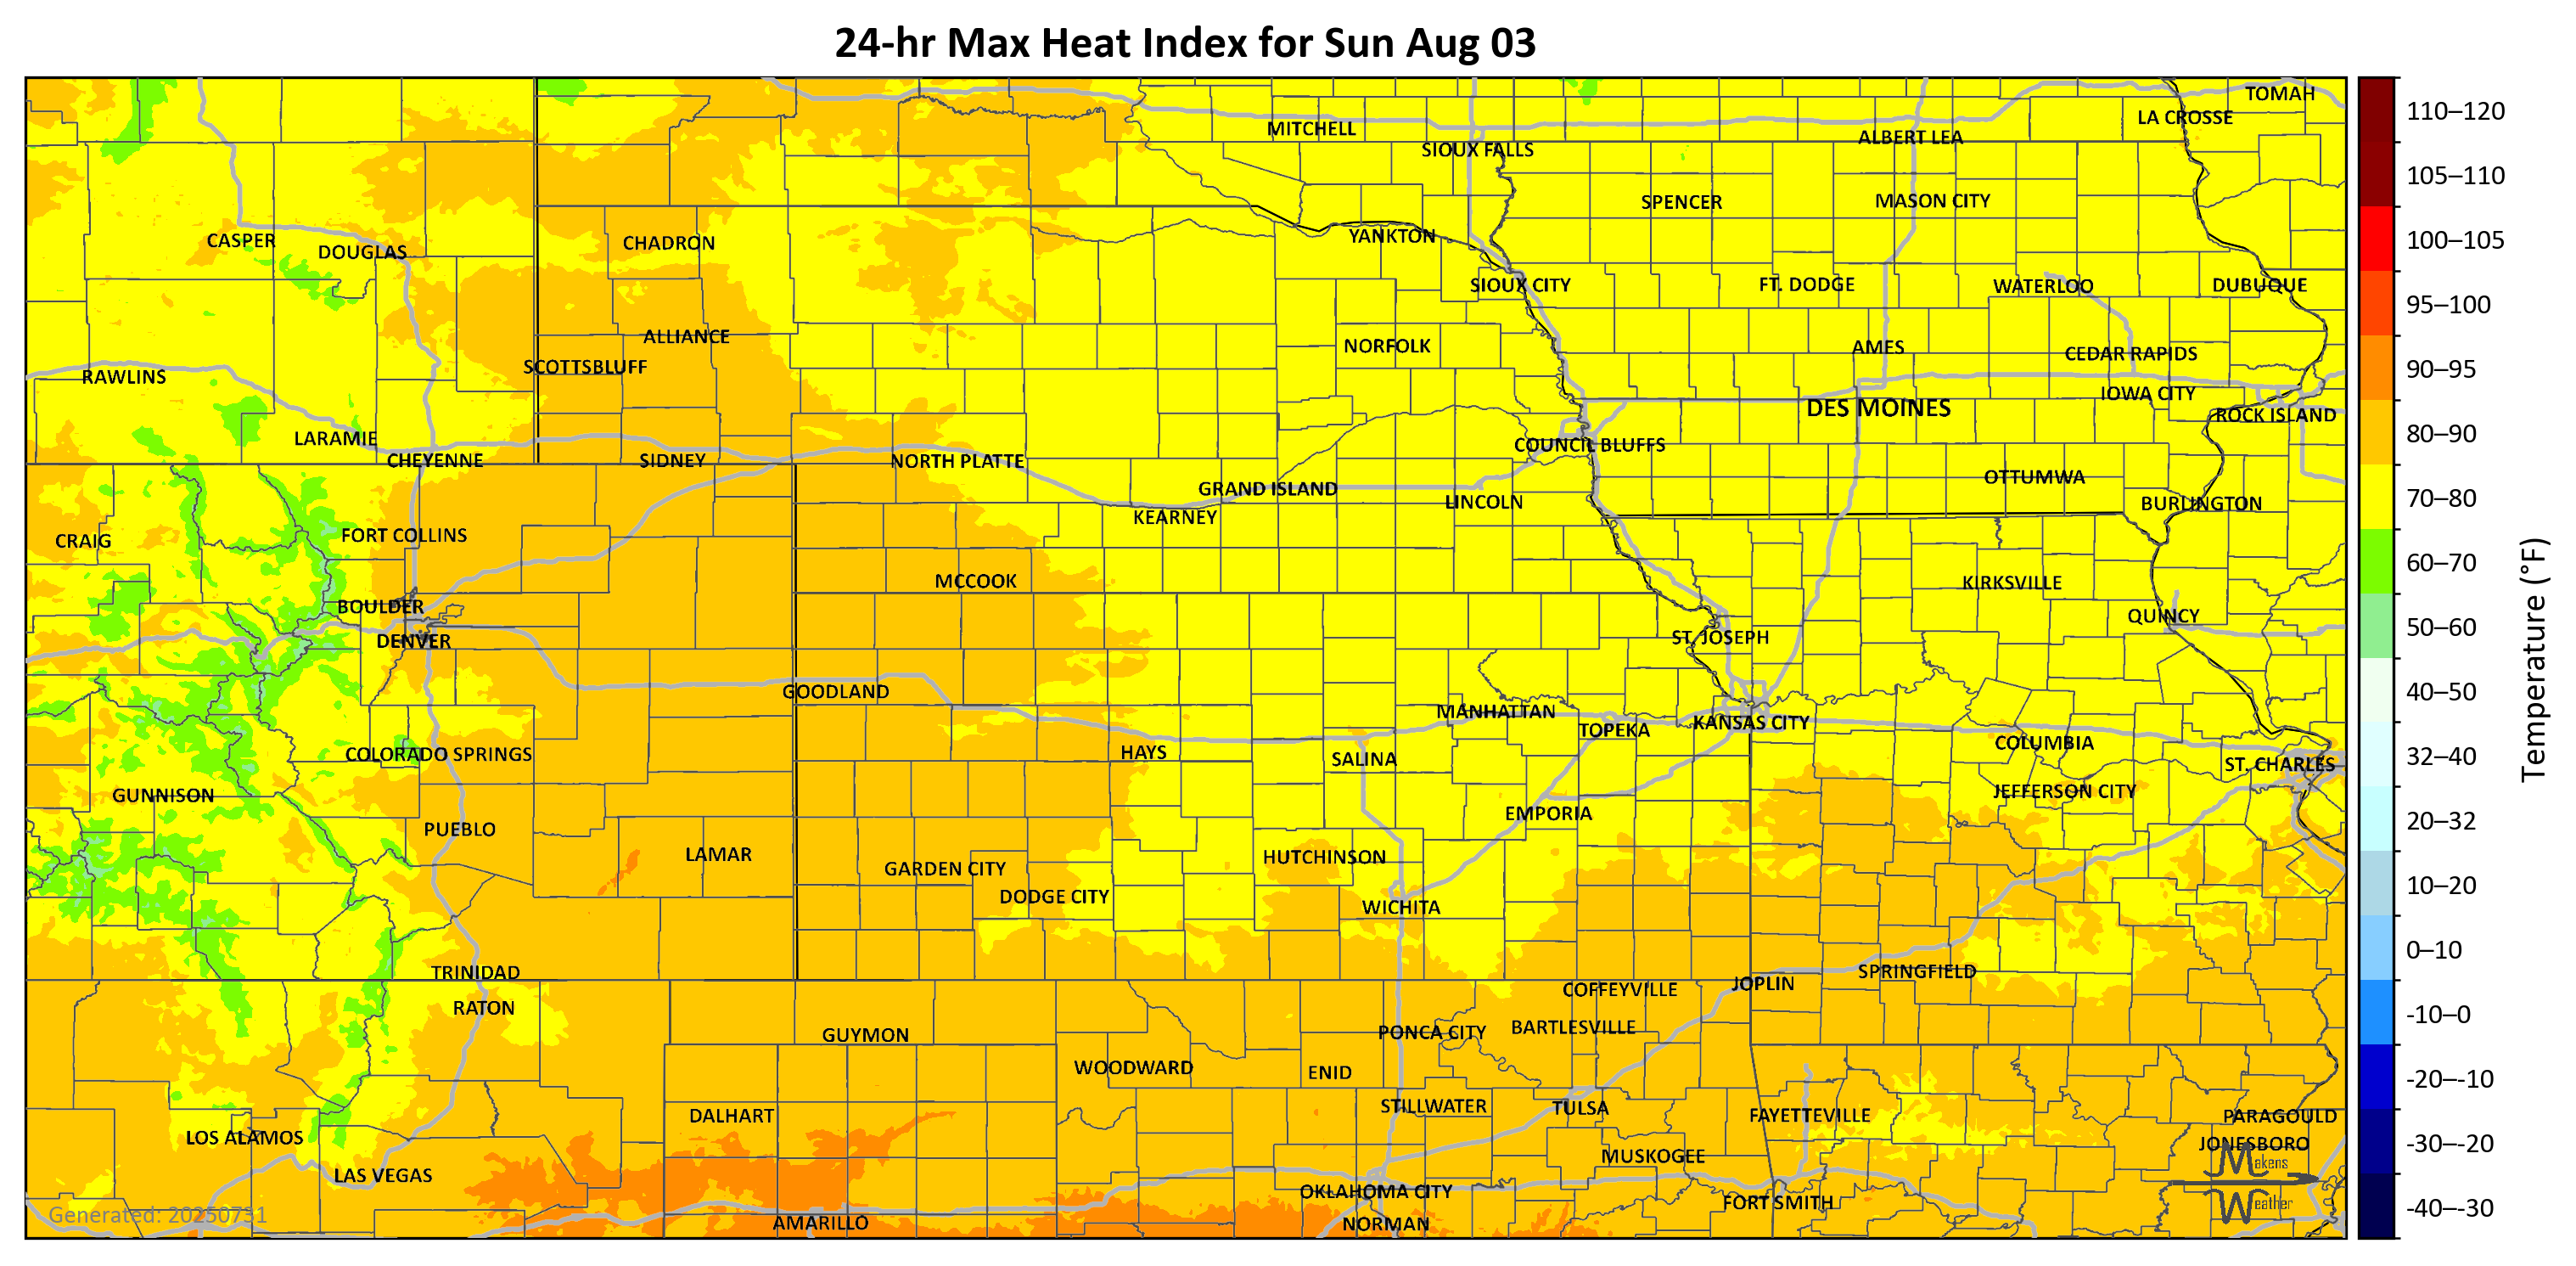 24-hr Max Heat Index for Sun Aug 03
TOMAH
LA CROSSE
MITCHELL
ALBERT LEA
SIOUX FALLS
SPENCER
MASON CITY
CASPER
DOUGLAS
CHADRON
YANKTON
SIOUX CITY
FT. DODGE
WATERLOO
DUBUQUE
ALLIANCE
NORFOLK
AMES
CEDAR RAPIDS
SCOTTSBLUFF
RAWLINS
IOWA CITY
DES MOINES
ROCK ISLAND
LARAMIE
COUNCIL BLUFFS
CHEYENNE
SIDNEY
NORTH PLATTE
OTTUMWA
GRAND ISLAND
LINCOLN
BURLINGTON
KEARNEY
CRAIG
FORT COLLINS
MCCOOK
KIRKSVILLE
BOULDER
QUINCY
DENVER
ST. JOSEPH
GOODLAND
MANHATTAN
KANSAS CITY
TOPEKA
COLUMBIA
COLORADO SPRINGS
HAYS
SALINA
ST. CHARLES
GUNNISON
JEFFERSON CITY
EMPORIA
PUEBLO
LAMAR
HUTCHINSON
GARDEN CITY
DODGE CITY
WICHITA
TRINIDAD
SPRINGFIELD
JOPLIN
COFFEYVILLE
RATON
BARTLESVILLE
PONCA CITY
GUYMON
WOODWARD
ENID
STILLWATER
TULSA
DALHART
FAYETTEVILLE
PARAGOULD
LOS ALAMOS
JONESBORO
MUSKOGEE
LAS VEGAS
OKLAHOMA CITY
FORT SMITH
AMARILLO
NORMAN
Makens
Weather
Generated: 20250731
110–120
105–110
100–105
95–100
90–95
80–90
70–80
60–70
50–60
40–50
32–40
20–32
10–20
0–10
-10–0
-20–-10
-30–-20
-40–-30
Temperature (°F)